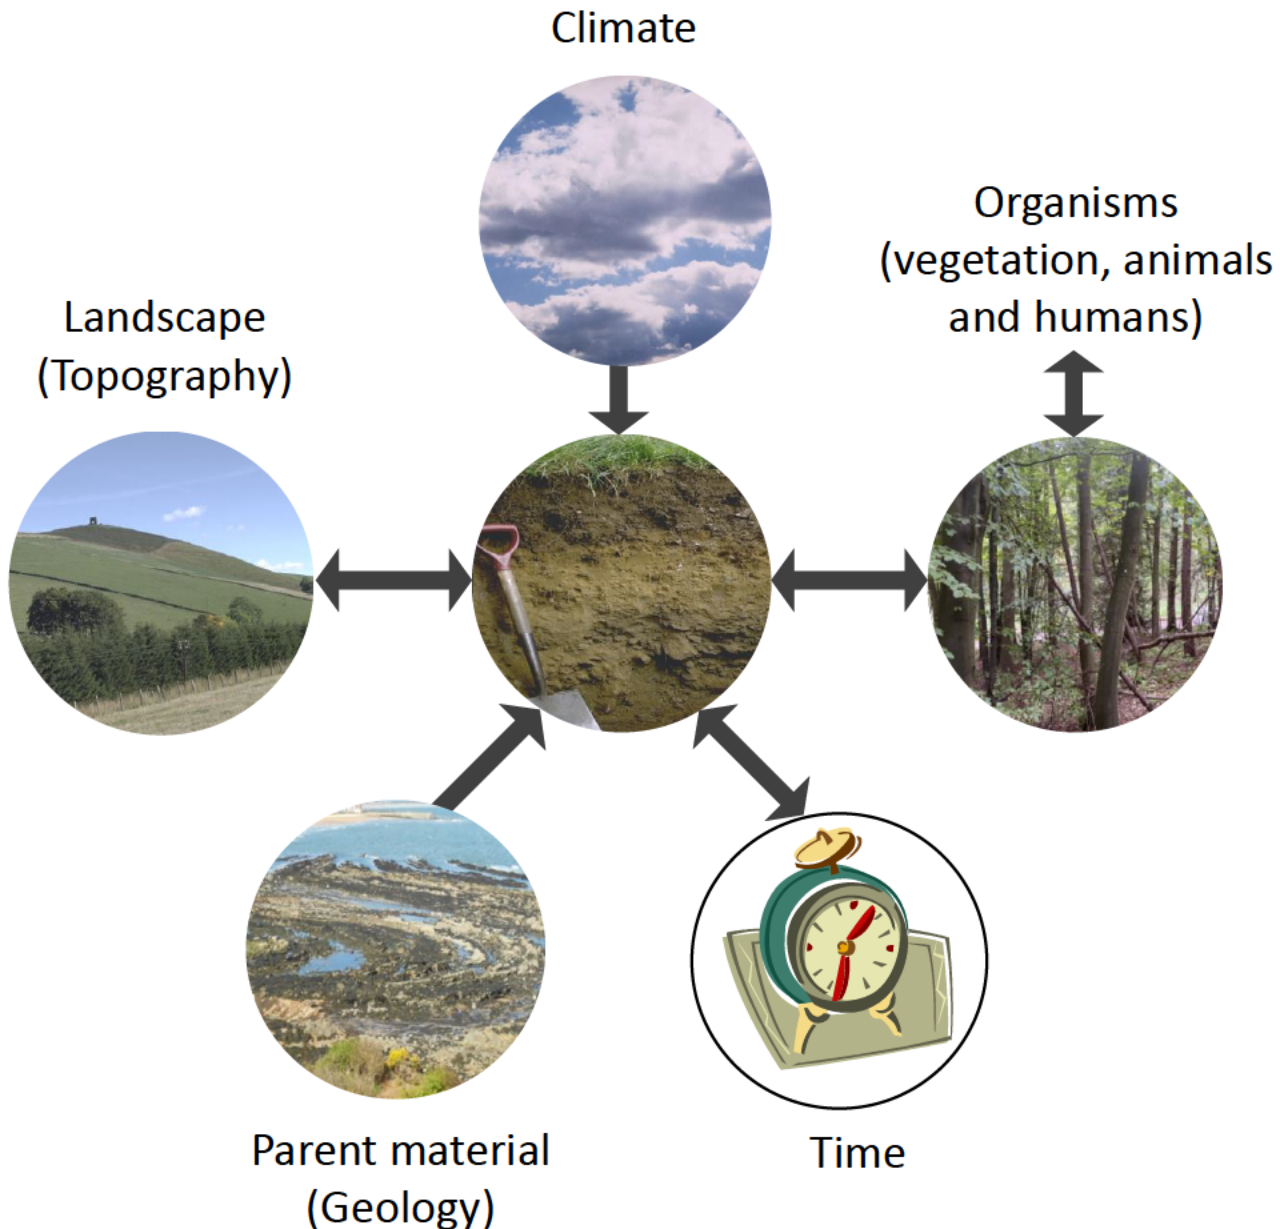 Climate
Organisms
(vegetation, animals
and humans)
Landscape
(Topography)
Parent material
(Geology)
Time